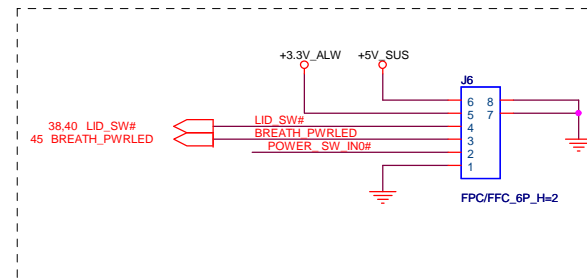 +3.3V_ALW +5V_SUS
J6
6 8
5 7
38,40 LID_SW# LID_SW# 4
45 BREATH_PWRLED BREATH_PWRLED 3
POWER_SW_IN0# 2
1
FPC/FFC_6P_H=2